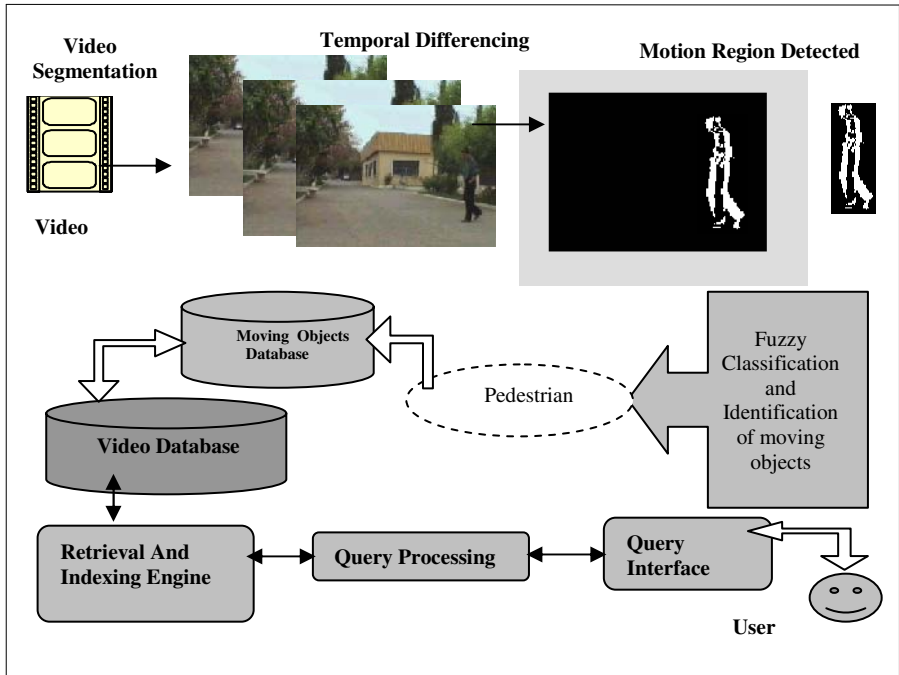 Video
Segmentation
Temporal Differencing
Motion Region Detected
Video
Moving Objects
Database
Pedestrian
Fuzzy
Classification
and
Identification
of moving
objects
Video Database
Retrieval And
Indexing Engine
Query Processing
Query
Interface
User